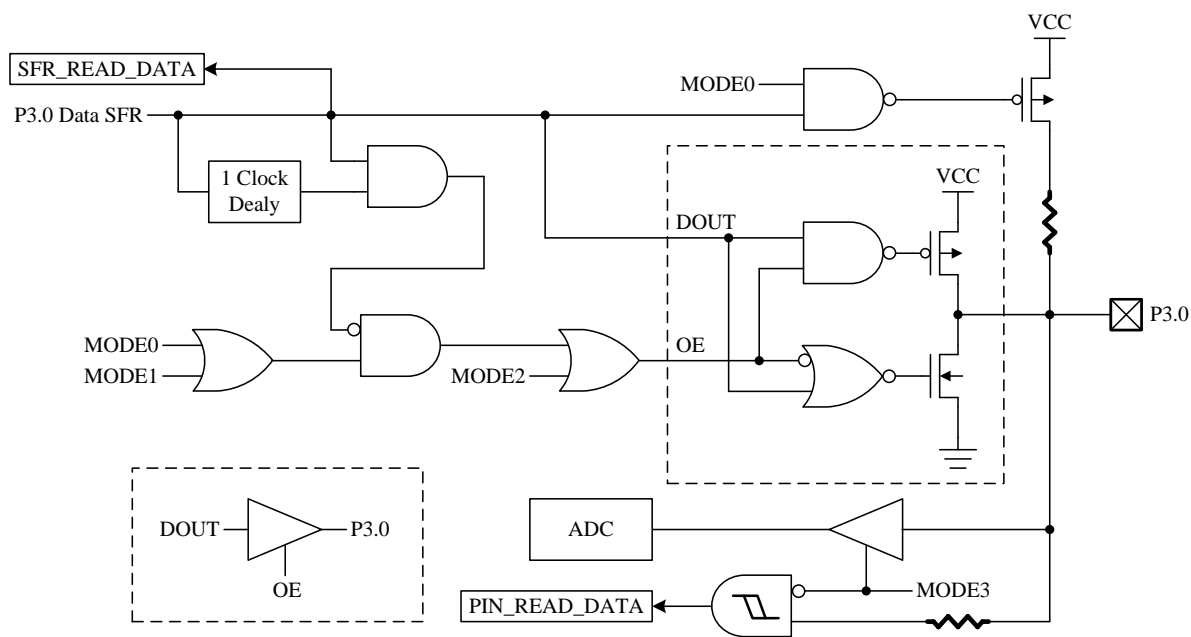 VCC
SFR_READ_DATA
MODE0
P3.0 Data SFR
1 Clock
Dealy
VCC
DOUT
P3.0
MODE0
MODE1
MODE2
OE
DOUT
P3.0
OE
ADC
MODE3
PIN_READ_DATA